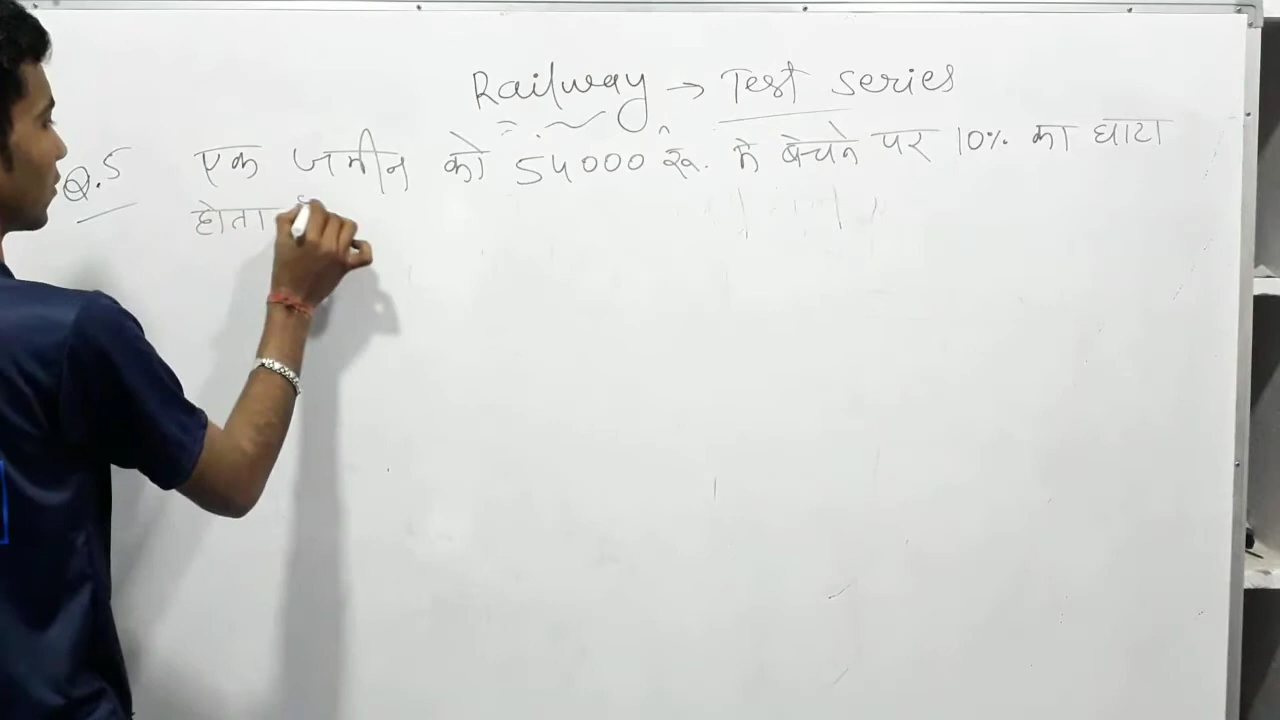 Railway → Test Series
Q.5 एक जमीन को 54000 रू. में बेचने पर 10% का घाटा
होता